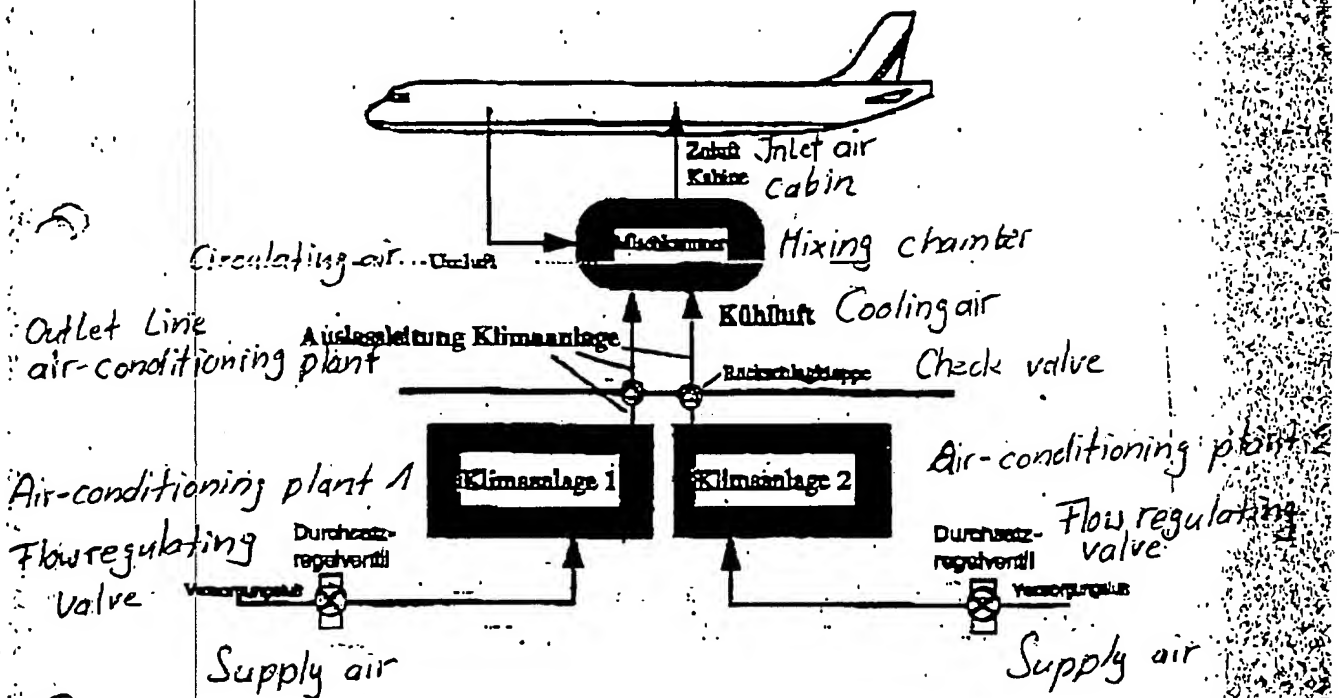 Zuluft Inlet air
Kabine Cabin
Mischkammer Mixing chamber
Circulating air Umluft
Kühlluft Cooling air
Outlet Line
air-conditioning plant
Auslassleitung Klimaanlage
Rückschlagklappe Check valve
Klimaanlage 1
Klimaanlage 2
Air-conditioning plant 1
Air-conditioning plant
Flow regulating
Valve
Durchsatz-
regelventil
Versorgungsluft
Durchsatz-
regelventil
Flow regulating
valve
Versorgungsluft
Supply air
Supply air